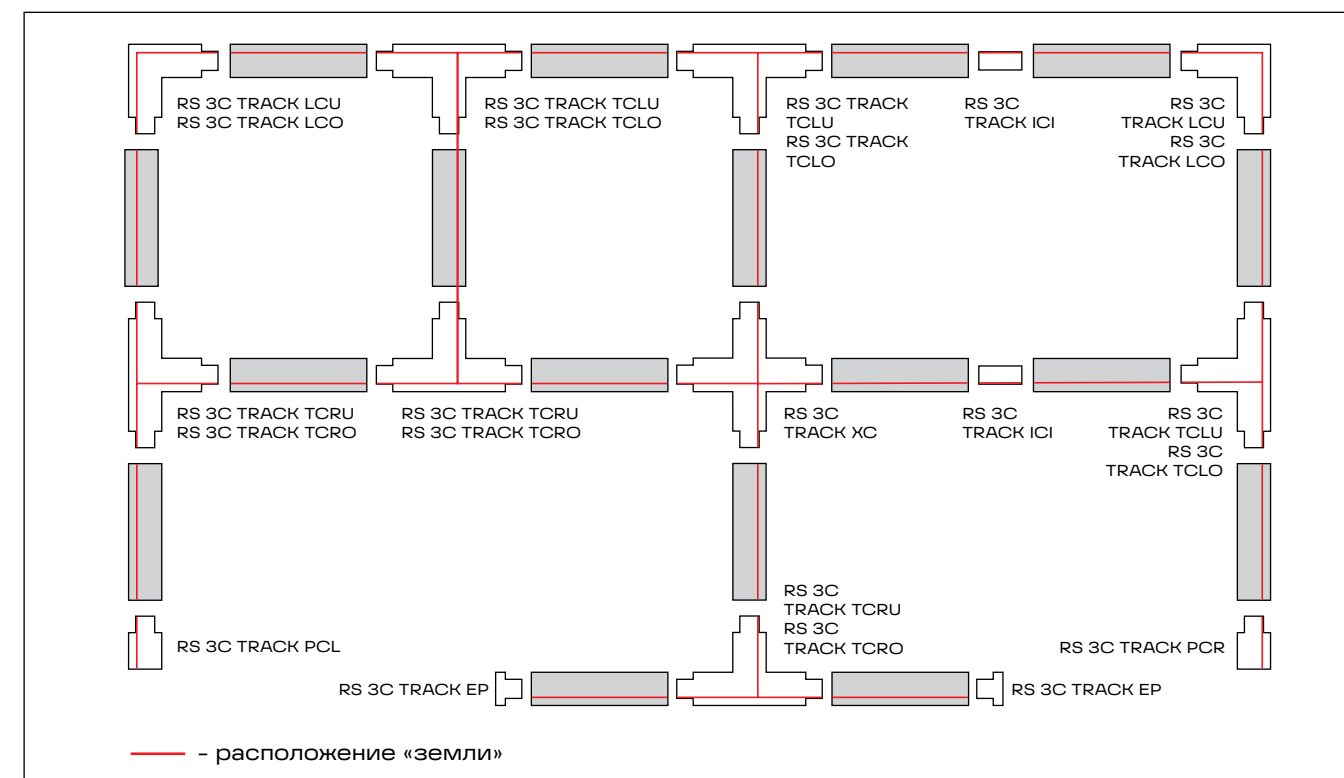 RS 3C TRACK LCU
RS 3C TRACK LCO
RS 3C TRACK TCLU
RS 3C TRACK TCLO
RS 3C TRACK
TCLU
RS 3C TRACK
TCLO
RS 3C
TRACK ICI
RS 3C
TRACK LCU
RS 3C
TRACK LCO
RS 3C TRACK TCRU
RS 3C TRACK TCRO
RS 3C TRACK TCRU
RS 3C TRACK TCRO
RS 3C
TRACK XC
RS 3C
TRACK ICI
RS 3C
TRACK TCLU
RS 3C
TRACK TCLO
RS 3C TRACK PCL
RS 3C
TRACK TCRU
RS 3C
TRACK TCRO
RS 3C TRACK PCR
RS 3C TRACK EP
RS 3C TRACK EP
- расположение «земли»